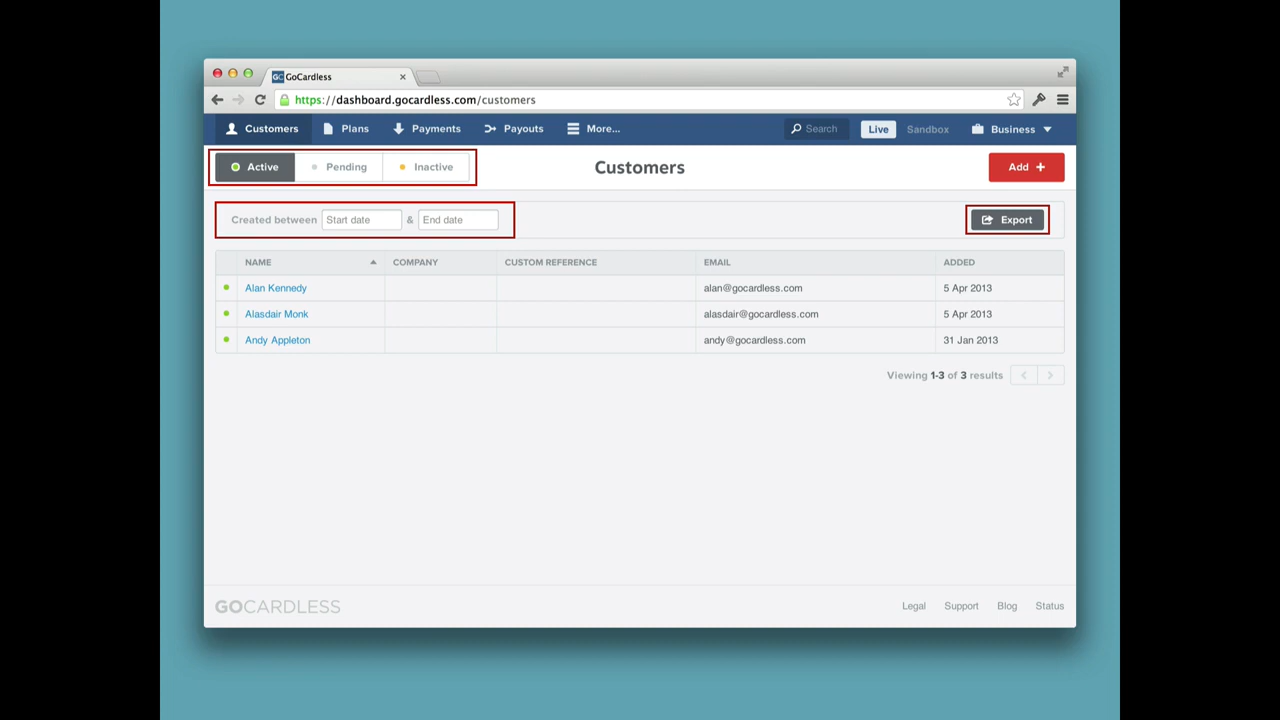 GoCardless
https://dashboard.gocardless.com/customers
Customers Plans Payments Payouts More... Search Live Sandbox Business
Active Pending Inactive Customers Add +
Created between Start date & End date Export
NAME COMPANY CUSTOM REFERENCE EMAIL ADDED
Alan Kennedy alan@gocardless.com 5 Apr 2013
Alasdair Monk alasdair@gocardless.com 5 Apr 2013
Andy Appleton andy@gocardless.com 31 Jan 2013
Viewing 1-3 of 3 results
GOCARDLESS Legal Support Blog Status